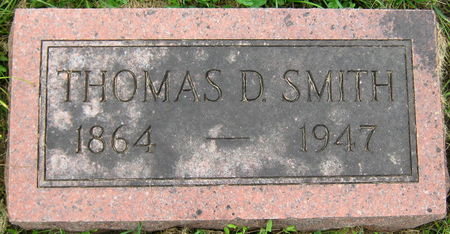 THOMAS D. SMITH
1864 — 1947